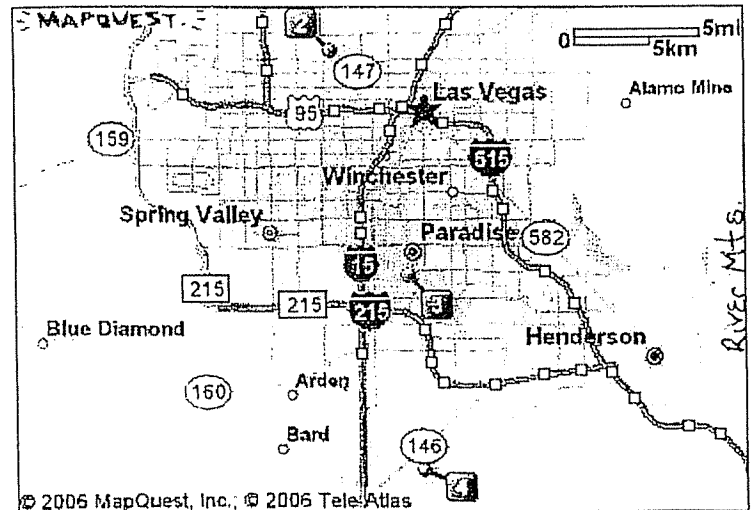 MAPQUEST.
0 5mi
5km
147
Las Vegas
Alamo Mine
95
159
515
Winchester
Spring Valley
Paradise
582
15
River Mts.
215
215
215
Blue Diamond
Henderson
160
Arden
Bard
146
© 2006 MapQuest, Inc.; © 2006 Tele Atlas